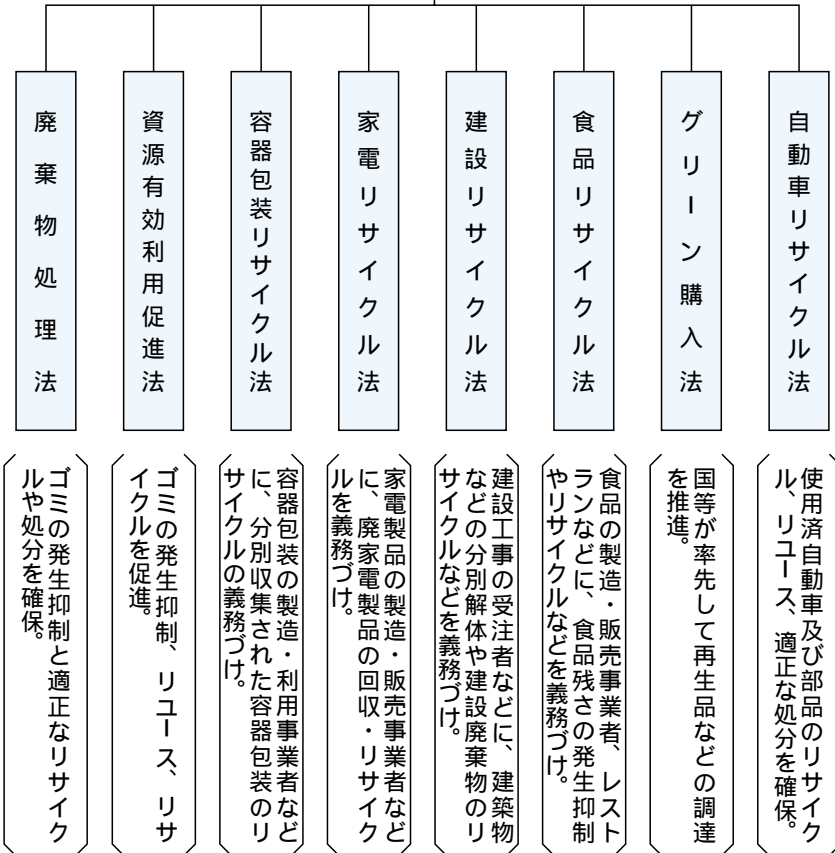 廃棄物処理法
資源有効利用促進法
容器包装リサイクル法
家電リサイクル法
建設リサイクル法
食品リサイクル法
グリーン購入法
自動車リサイクル法
ゴミの発生抑制と適正なリサイク
ルや処分を確保。
ゴミの発生抑制、リユース、リサ
イクルを促進。
容器包装の製造・利用事業者など
に、分別収集された容器包装のリ
サイクルの義務づけ。
家電製品の製造・販売事業者など
に、廃家電製品の回収・リサイク
ルを義務づけ。
建設工事の受注者などに、建築物
などの分別解体や建設廃棄物のリ
サイクルなどを義務づけ。
食品の製造・販売事業者、レスト
ランなどに、食品残さの発生抑制
やリサイクルなどを義務づけ。
国等が率先して再生品などの調達
を推進。
使用済自動車及び部品のリサイク
ル、リユース、適正な処分を確保。